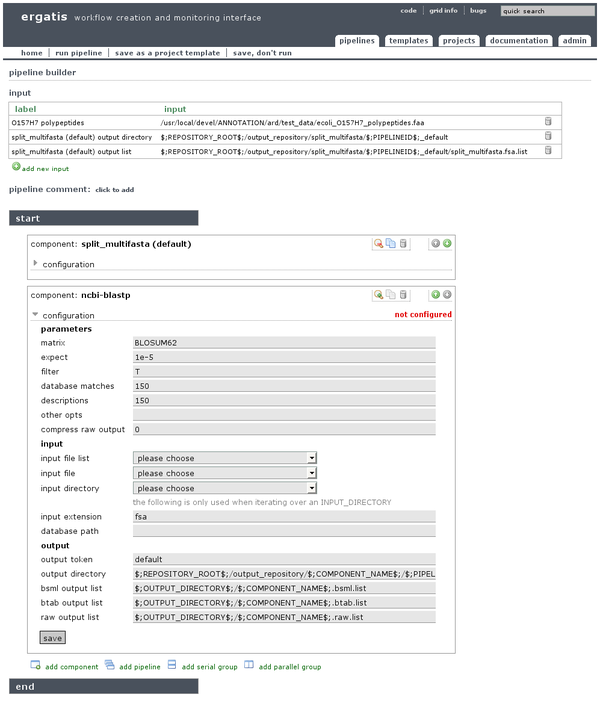 code | grid info | bugs
quick search
ergatis workflow creation and monitoring interface
pipelines templates projects documentation admin
home | run pipeline | save as a project template | save, don't run
pipeline builder
input
label input
O157H7 polypeptides /usr/local/devel/ANNOTATION/ard/test_data/ecoli_O157H7_polypeptides.faa
split_multifasta (default) output directory $;REPOSITORY_ROOT$;/output_repository/split_multifasta/$;PIPELINEID$;_default
split_multifasta (default) output list $;REPOSITORY_ROOT$;/output_repository/split_multifasta/$;PIPELINEID$;_default/split_multifasta.fsa.list
add new input
pipeline comment: click to add
start
component: split_multifasta (default)
configuration
component: ncbi-blastp
configuration not configured
parameters
matrix BLOSUM62
expect 1e-5
filter T
database matches 150
descriptions 150
other opts
compress raw output 0
input
input file list please choose
input file please choose
input directory please choose
the following is only used when iterating over an INPUT_DIRECTORY
input extension fsa
database path
output
output token default
output directory $;REPOSITORY_ROOT$;/output_repository/$;COMPONENT_NAME$;/$;PIPEL
bsml output list $;OUTPUT_DIRECTORY$;/$;COMPONENT_NAME$;.bsml.list
btab output list $;OUTPUT_DIRECTORY$;/$;COMPONENT_NAME$;.btab.list
raw output list $;OUTPUT_DIRECTORY$;/$;COMPONENT_NAME$;.raw.list
save
add component add pipeline add serial group add parallel group
end